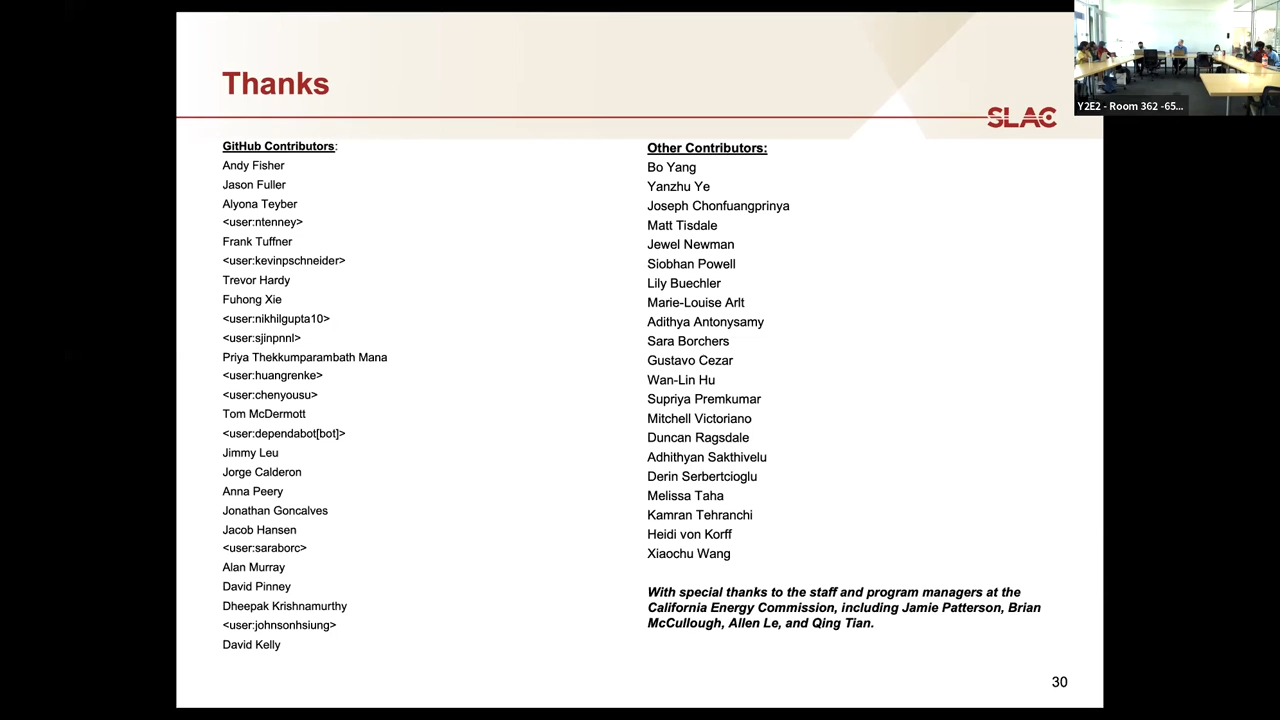 Thanks
SLAC
GitHub Contributors:
Andy Fisher
Jason Fuller
Alyona Teyber
<user:ntenney>
Frank Tuffner
<user:kevinpschneider>
Trevor Hardy
Fuhong Xie
<user:nikhilgupta10>
<user:sjinpnnl>
Priya Thekkumparambath Mana
<user:huangrenke>
<user:chenyousu>
Tom McDermott
<user:dependabot[bot]>
Jimmy Leu
Jorge Calderon
Anna Peery
Jonathan Goncalves
Jacob Hansen
<user:saraborc>
Alan Murray
David Pinney
Dheepak Krishnamurthy
<user:johnsonhsiung>
David Kelly
Other Contributors:
Bo Yang
Yanzhu Ye
Joseph Chonfuangprinya
Matt Tisdale
Jewel Newman
Siobhan Powell
Lily Buechler
Marie-Louise Arlt
Adithya Antonysamy
Sara Borchers
Gustavo Cezar
Wan-Lin Hu
Supriya Premkumar
Mitchell Victoriano
Duncan Ragsdale
Adhithyan Sakthivelu
Derin Serbertcioglu
Melissa Taha
Kamran Tehranchi
Heidi von Korff
Xiaochu Wang
With special thanks to the staff and program managers at the
California Energy Commission, including Jamie Patterson, Brian
McCullough, Allen Le, and Qing Tian.
30
Y2E2 - Room 362 -65...